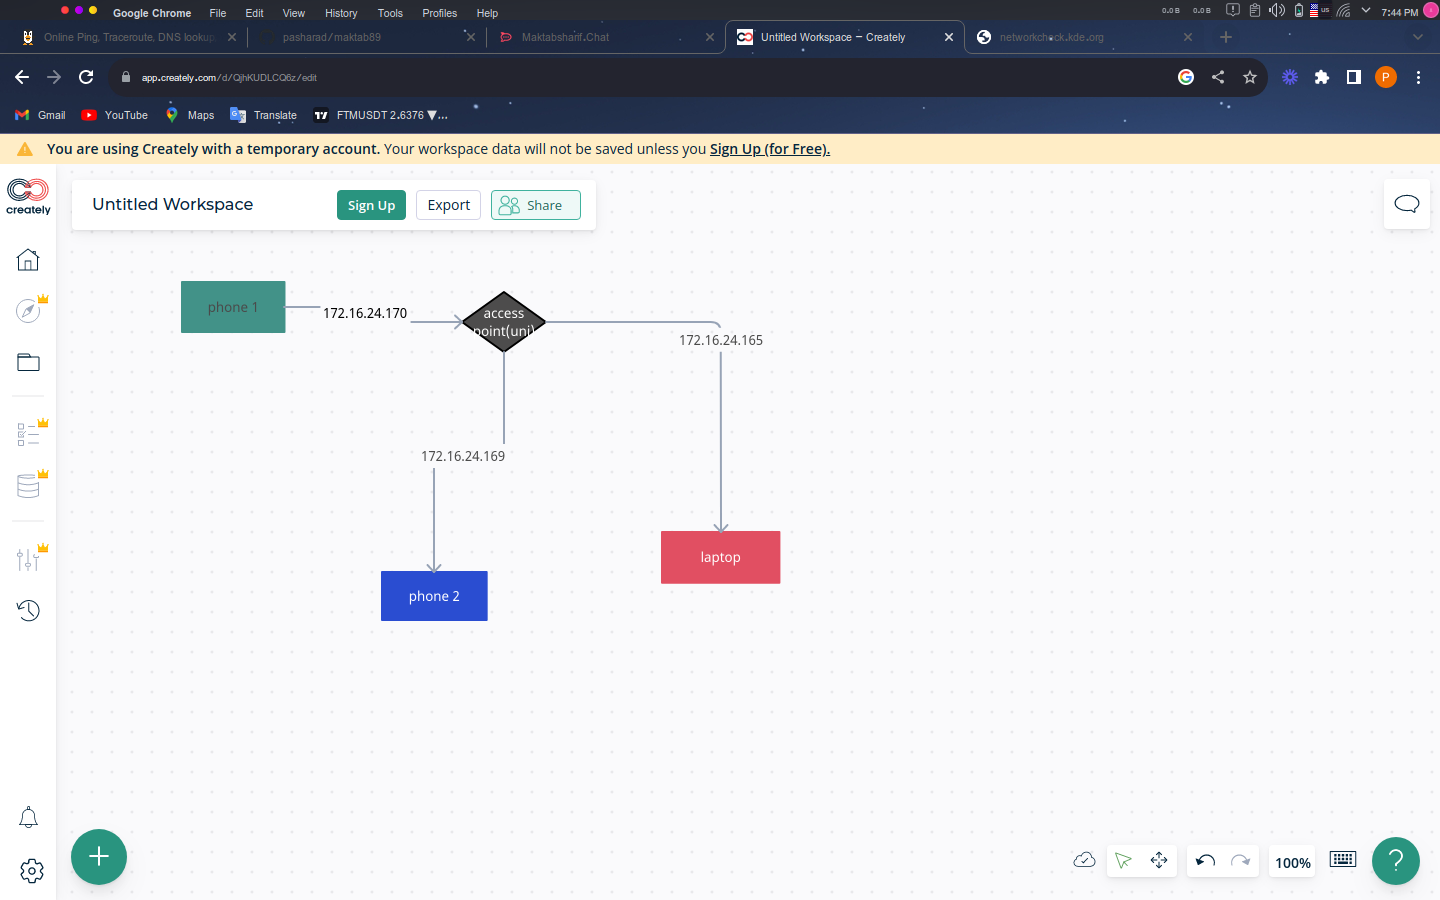 Google Chrome File Edit View History Tools Profiles Help 0.0 B 0.0 B US 7:44 PM
Online Ping, Traceroute, DNS lookup, pasharad/maktab89 Maktabsharif.Chat Untitled Workspace — Creately networkcheck.kde.org
app.creately.com/d/QjhKUDLCQ6z/edit P
Gmail YouTube Maps Translate FTMUSDT 2.6376 ▼...
You are using Creately with a temporary account. Your workspace data will not be saved unless you Sign Up (for Free).
creately
Untitled Workspace Sign Up Export Share
phone 1
172.16.24.170
access
point(uni)
172.16.24.165
172.16.24.169
laptop
phone 2
100%